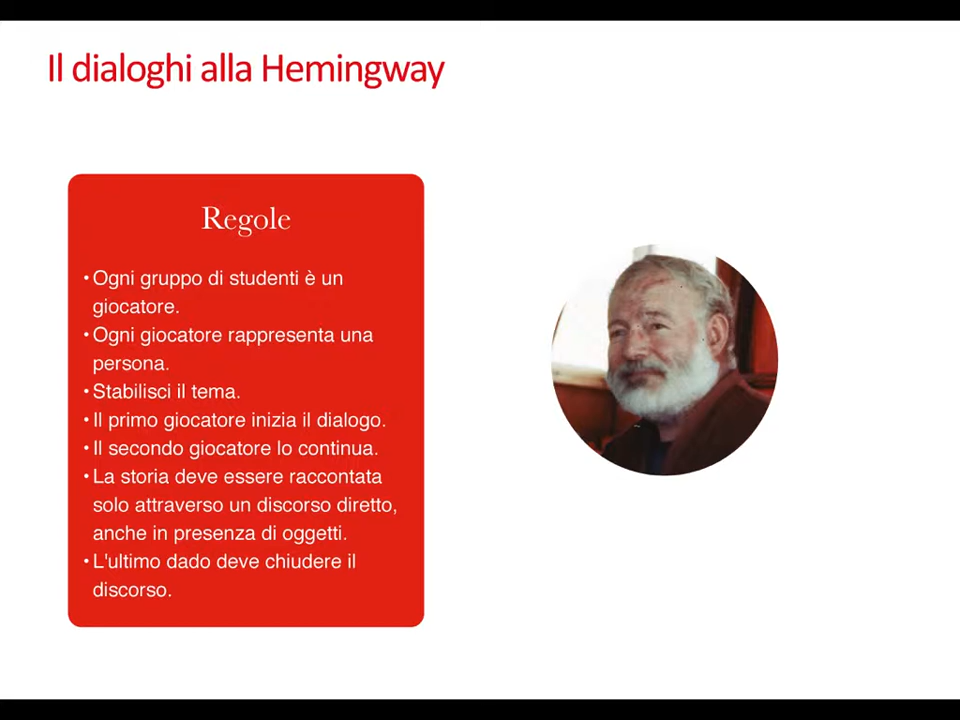 Il dialoghi alla Hemingway
Regole
•Ogni gruppo di studenti è un
giocatore.
•Ogni giocatore rappresenta una
persona.
•Stabilisci il tema.
•Il primo giocatore inizia il dialogo.
•Il secondo giocatore lo continua.
•La storia deve essere raccontata
solo attraverso un discorso diretto,
anche in presenza di oggetti.
•L'ultimo dado deve chiudere il
discorso.